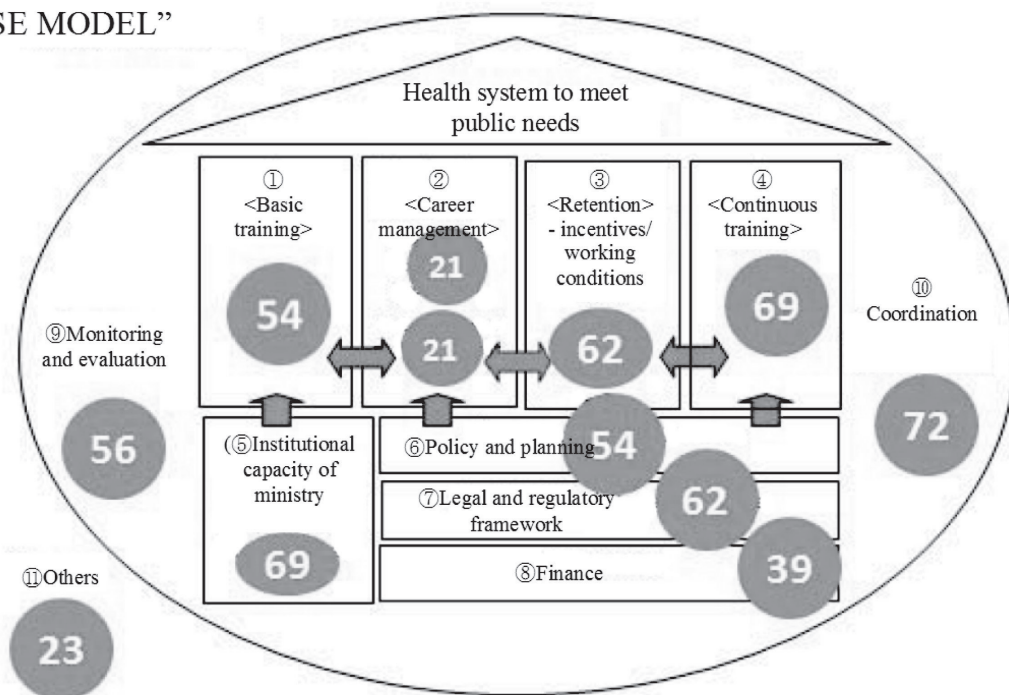 SE MODEL”
Health system to meet
public needs
①
<Basic
training>
54
②
<Career
management>
21
21
③
<Retention>
- incentives/
working
conditions
62
④
<Continuous
training>
69
⑨Monitoring
and evaluation
56
⑩
Coordination
72
(⑤Institutional
capacity of
ministry
69
⑥Policy and planning
54
⑦Legal and regulatory
framework
62
⑧Finance
39
⑪Others
23